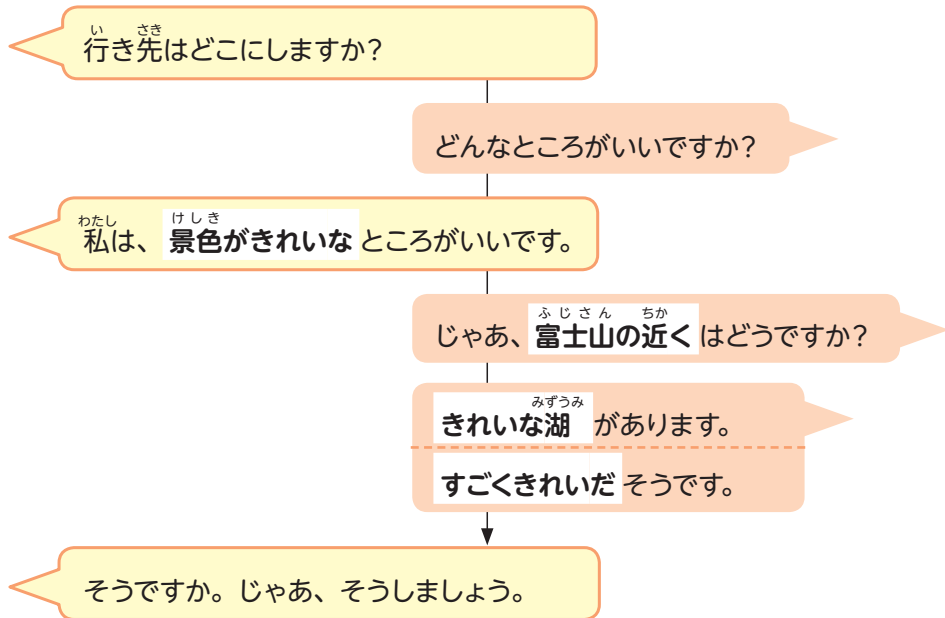 行き先はどこにしますか?
どんなところがいいですか?
私は、景色がきれいなところがいいです。
じゃあ、富士山の近くはどうですか?
きれいな湖があります。
すごくきれいだそうです。
そうですか。じゃあ、そうしましょう。